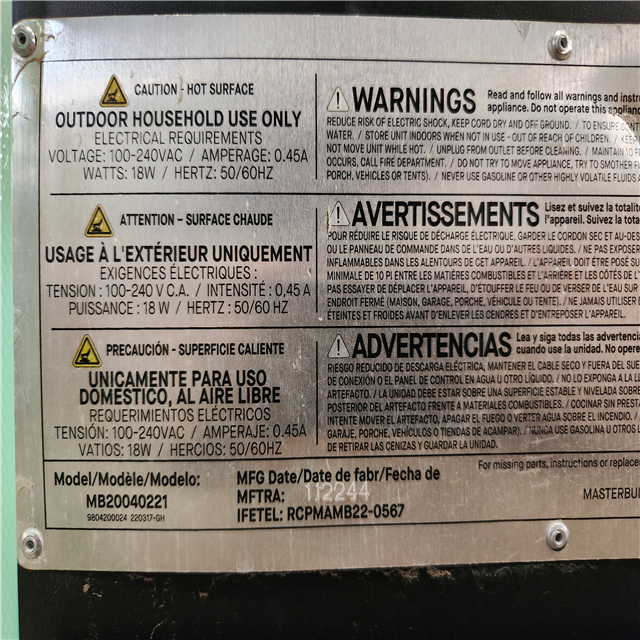 CAUTION - HOT SURFACE
OUTDOOR HOUSEHOLD USE ONLY
ELECTRICAL REQUIREMENTS
VOLTAGE: 100-240VAC / AMPERAGE: 0.45A
WATTS: 18W / HERTZ: 50/60HZ
WARNINGS Read and follow all warnings and instru
appliance. Do not operate this applian
REDUCE RISK OF ELECTRIC SHOCK, KEEP CORD DRY AND OFF GROUND. / TO ENSURE CONT
WATER. / STORE UNIT INDOORS WHEN NOT IN USE - OUT OF REACH OF CHILDREN. / KEEP
NOT MOVE UNIT WHILE HOT. / UNPLUG FROM OUTLET BEFORE CLEANING. / MAINTAIN 10 F
OCCURS, CALL FIRE DEPARTMENT. / DO NOT TRY TO MOVE APPLIANCE, TRY TO SMOTHER F
PORCH, VEHICLES OR TENTS). / NEVER USE GASOLINE OR OTHER HIGHLY VOLATILE FLUIDS
ATTENTION - SURFACE CHAUDE
USAGE À L'EXTÉRIEUR UNIQUEMENT
EXIGENCES ÉLECTRIQUES :
TENSION : 100-240 V C.A. / INTENSITÉ : 0,45 A
PUISSANCE : 18 W / HERTZ : 50/60 HZ
AVERTISSEMENTS Lisez et suivez la totalité
l'appareil. Suivez la tota
POUR RÉDUIRE LE RISQUE DE DÉCHARGE ÉLECTRIQUE, GARDER LE CORDON SEC ET AU-DES
OU LE PANNEAU DE COMMANDE DANS DE L'EAU OU D'AUTRES LIQUIDES. / NE PAS EXPOSER
INFLAMMABLES DANS LES ALENTOURS DE CET APPAREIL. / L'APPAREIL DOIT ÊTRE POSÉ SUR
MINIMALE DE 10 PI ENTRE LES MATIÈRES COMBUSTIBLES ET L'ARRIÈRE ET LES CÔTÉS DE L'
PAS ESSAYER DE DÉPLACER L'APPAREIL, D'ÉTOUFFER LE FEU OU DE VERSER DE L'EAU SUR
ENDROIT FERMÉ (MAISON, GARAGE, PORCHE, VÉHICULE OU TENTE). / NE JAMAIS UTILISER D
ÉTEINTES ET FROIDES AVANT D'ENLEVER LES CENDRES ET D'ENTREPOSER L'APPAREIL.
PRECAUCIÓN - SUPERFICIE CALIENTE
UNICAMENTE PARA USO
DOMÉSTICO, AL AIRE LIBRE
REQUERIMIENTOS ELÉCTRICOS
TENSIÓN: 100-240VAC / AMPERAJE: 0.45A
VATIOS: 18W / HERCIOS: 50/60HZ
ADVERTENCIAS Lea y siga todas las advertencia
cuando use la unidad. No opere
RIESGO REDUCIDO DE DESCARGA ELÉCTRICA, MANTENER EL CABLE SECO Y FUERA DEL SUE
DE CONEXIÓN O EL PANEL DE CONTROL EN AGUA U OTRO LÍQUIDO. / NO LO EXPONGA A LA LL
ARTEFACTO. / LA UNIDAD DEBE ESTAR SOBRE UNA SUPERFICIE ESTABLE Y NIVELADA SOBRE
POSTERIOR DEL ARTEFACTO FRENTE A MATERIALES COMBUSTIBLES. / COCINAR SIN PREST
INTENTE MOVER EL ARTEFACTO, APAGAR EL FUEGO O VERTER AGUA SOBRE EL INCENDIO. /
GARAJE, PORCHE, VEHÍCULOS O TIENDAS DE ACAMPAR). / NUNCA USE GASOLINA U OTROS L
DE RETIRAR LAS CENIZAS Y GUARDAR LA UNIDAD.
Model/Modèle/Modelo:
MB20040221
9804200024 220317-GH
MFG Date/Date de fabr/Fecha de
MFTRA: 112244
IFETEL: RCPMAMB22-0567
For missing parts, instructions or replace
MASTERBU